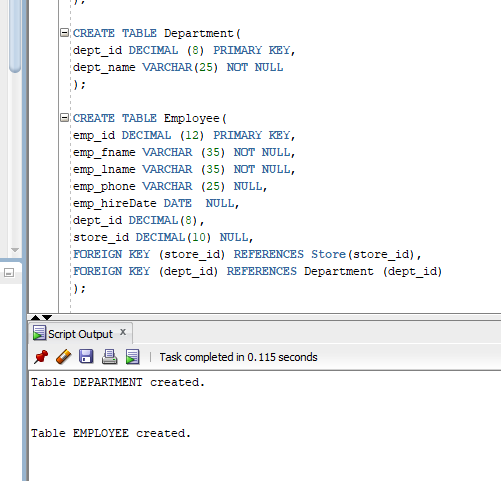 );
CREATE TABLE Department(
dept_id DECIMAL (8) PRIMARY KEY,
dept_name VARCHAR(25) NOT NULL
);
CREATE TABLE Employee(
emp_id DECIMAL (12) PRIMARY KEY,
emp_fname VARCHAR (35) NOT NULL,
emp_lname VARCHAR (35) NOT NULL,
emp_phone VARCHAR (25) NULL,
emp_hireDate DATE  NULL,
dept_id DECIMAL(8),
store_id DECIMAL(10) NULL,
FOREIGN KEY (store_id) REFERENCES Store(store_id),
FOREIGN KEY (dept_id) REFERENCES Department (dept_id)
);
Script Output x
Task completed in 0.115 seconds
Table DEPARTMENT created.
Table EMPLOYEE created.